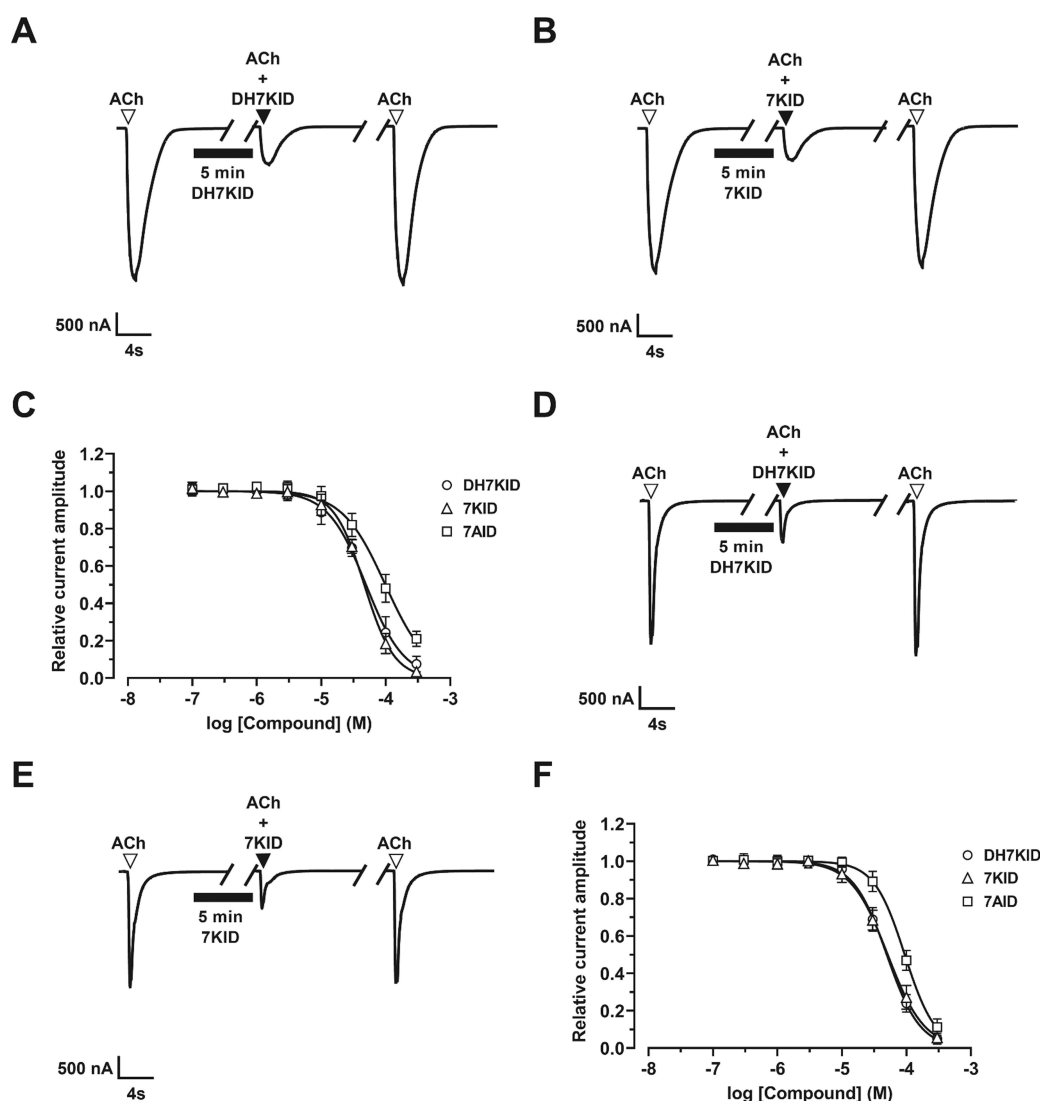 A
ACh
ACh
+
DH7KID
ACh
5 min
DH7KID
500 nA
4s
B
ACh
ACh
+
7KID
ACh
5 min
7KID
500 nA
4s
C
Relative current amplitude
1.2
1.0
0.8
0.6
0.4
0.2
0.0
-8 -7 -6 -5 -4 -3
log [Compound] (M)
DH7KID
7KID
7AID
D
ACh
ACh
+
DH7KID
ACh
5 min
DH7KID
500 nA
4s
E
ACh
ACh
+
7KID
ACh
5 min
7KID
500 nA
4s
F
Relative current amplitude
1.2
1.0
0.8
0.6
0.4
0.2
0.0
-8 -7 -6 -5 -4 -3
log [Compound] (M)
DH7KID
7KID
7AID